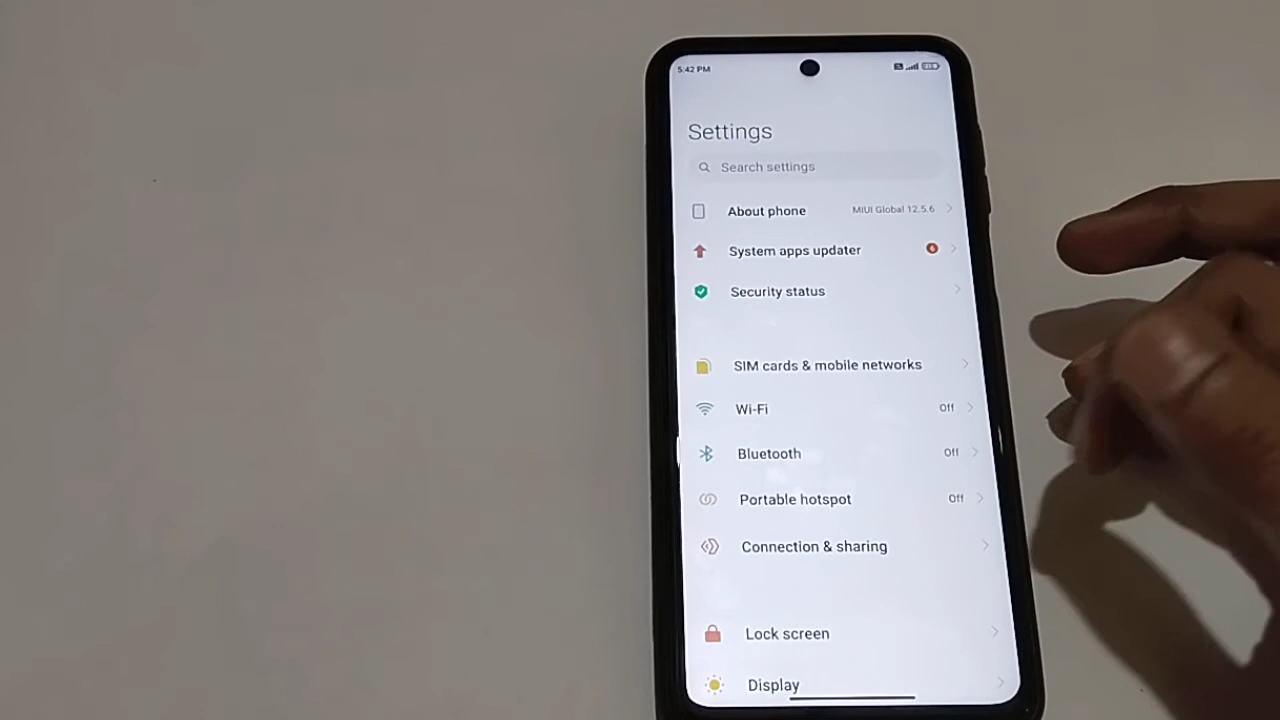 5:42 PM
Settings
Search settings
About phone MIUI Global 12.5.6
System apps updater
Security status
SIM cards & mobile networks
Wi-Fi Off
Bluetooth Off
Portable hotspot Off
Connection & sharing
Lock screen
Display